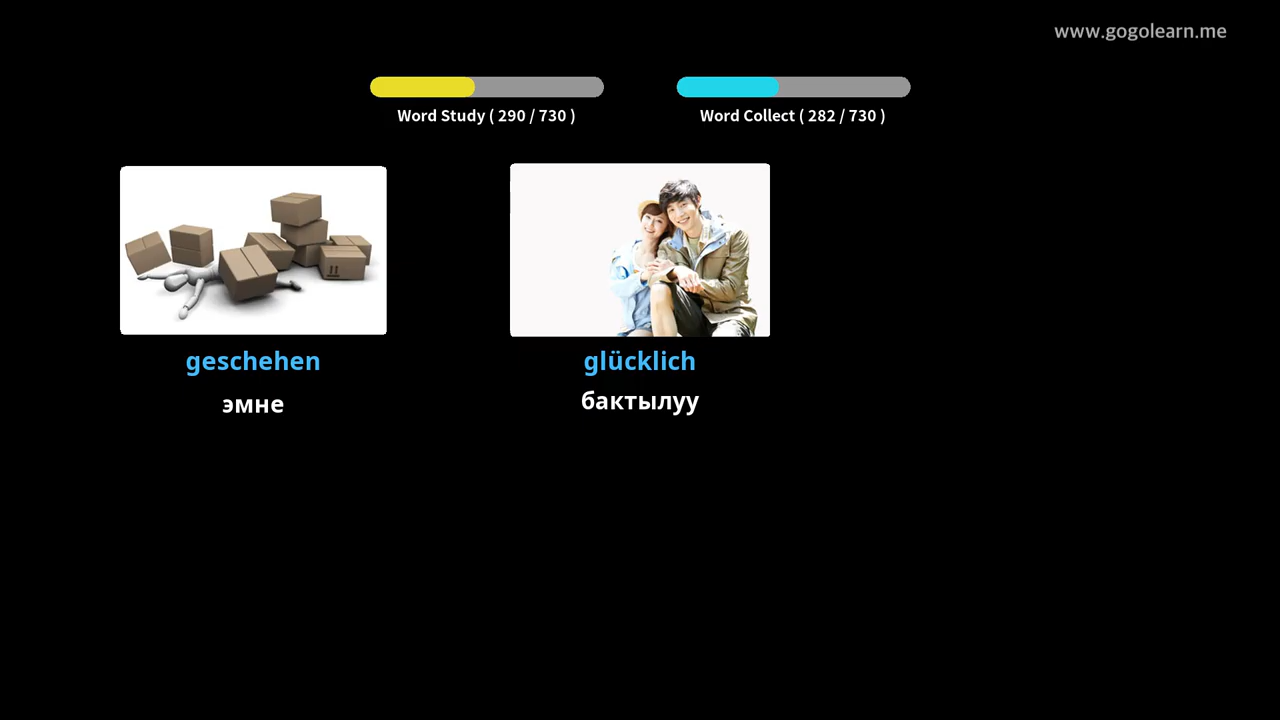 www.gogolearn.me
Word Study ( 290 / 730 )
Word Collect ( 282 / 730 )
geschehen
эмне
glücklich
бактылуу